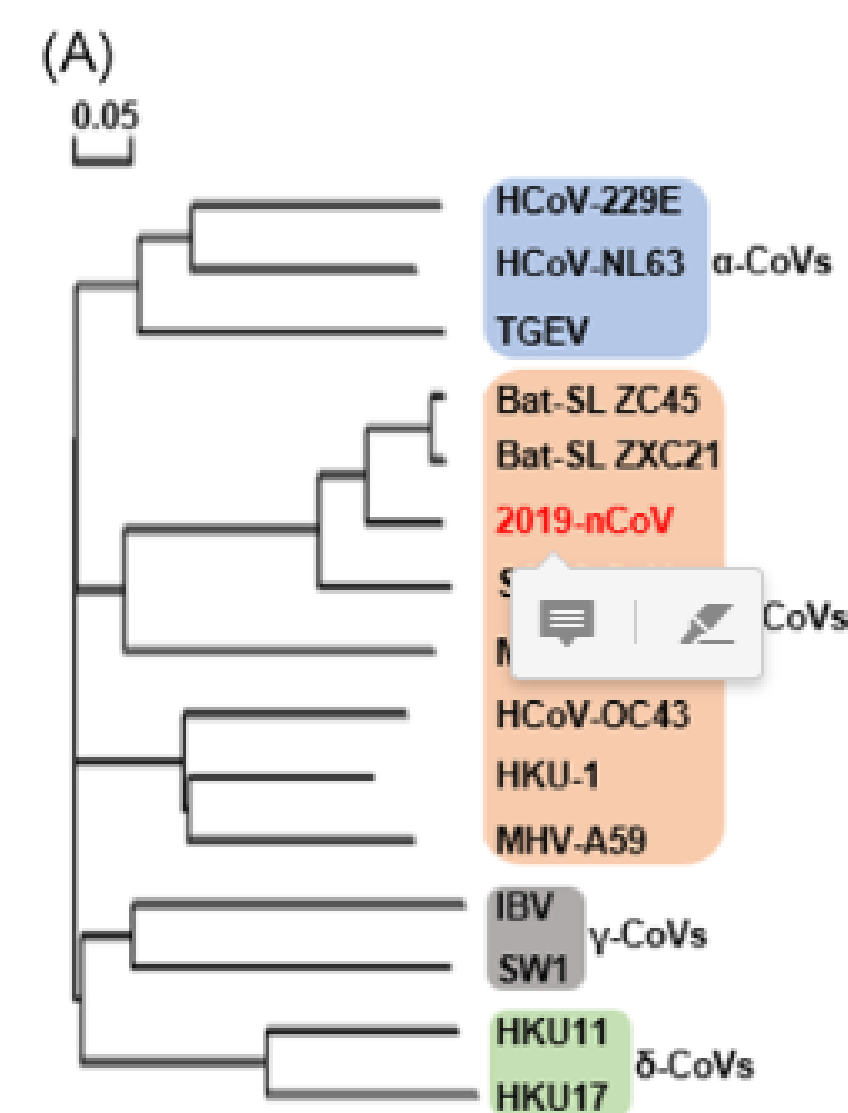 (A)
0.05
HCoV-229E
HCoV-NL63
α-CoVs
TGEV
Bat-SL ZC45
Bat-SL ZXC21
2019-nCoV
CoVs
HCoV-OC43
HKU-1
MHV-A59
IBV
γ-CoVs
SW1
HKU11
δ-CoVs
HKU17